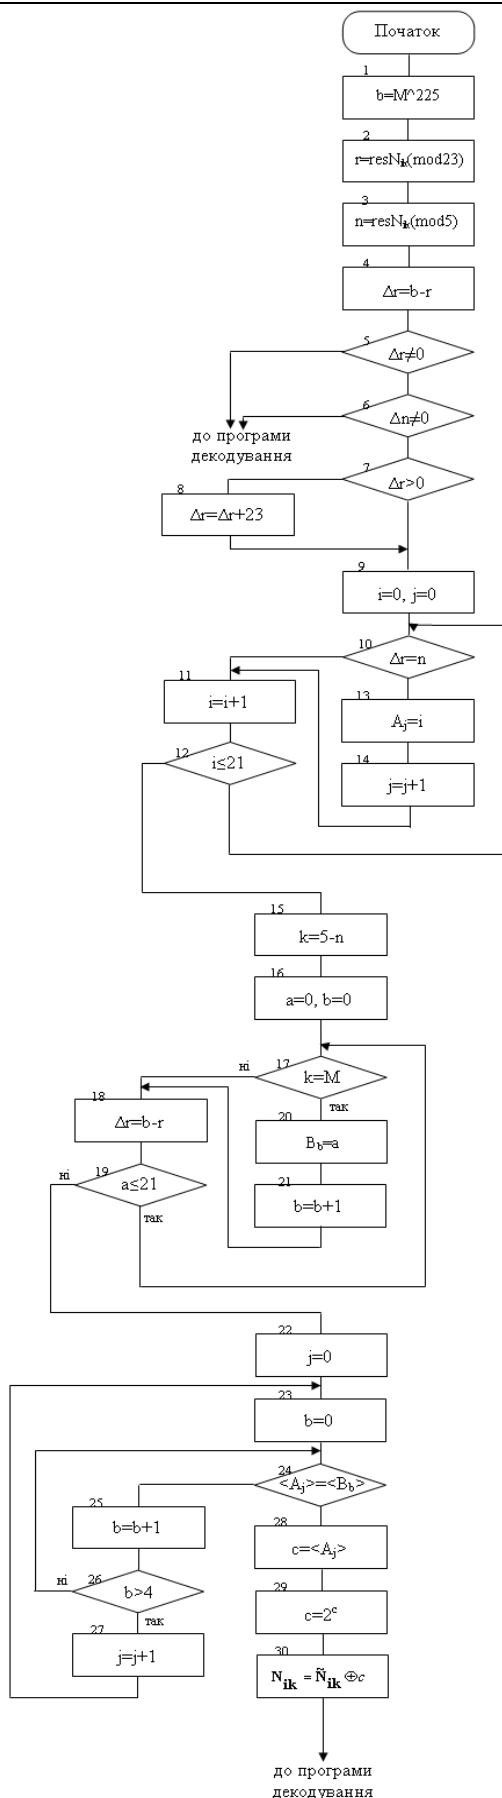 Початок
1
b=M^225
2
r=resNik(mod23)
3
n=resNik(mod5)
4
Δr=b-r
5
Δr≠0
6
Δn≠0
до програми
декодування
7
Δr>0
8
Δr=Δr+23
9
i=0, j=0
10
Δr=n
11
i=i+1
13
Aj=i
12
i≤21
14
j=j+1
15
k=5-n
16
a=0, b=0
ні
17
k=M
так
18
Δr=b-r
20
Bb=a
ні
19
a≤21
так
21
b=b+1
22
j=0
23
b=0
24
<Aj>=<Bb>
25
b=b+1
28
c=<Aj>
ні
26
b>4
так
29
c=2^c
27
j=j+1
30
Nik = Ñik ⊕c
до програми
декодування